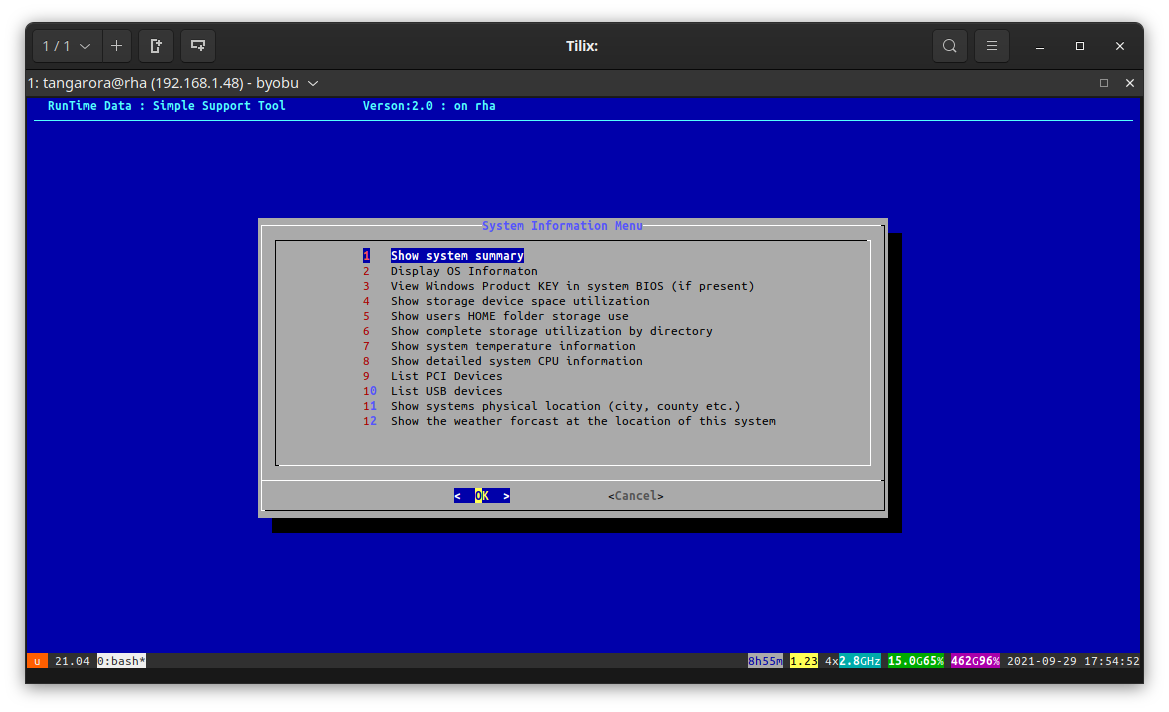 1 / 1
Tilix:
1: tangarora@rha (192.168.1.48) - byobu
RunTime Data : Simple Support Tool Verson:2.0 : on rha
System Information Menu
1 Show system summary
2 Display OS Informaton
3 View Windows Product KEY in system BIOS (if present)
4 Show storage device space utilization
5 Show users HOME folder storage use
6 Show complete storage utilization by directory
7 Show system temperature information
8 Show detailed system CPU information
9 List PCI Devices
10 List USB devices
11 Show systems physical location (city, county etc.)
12 Show the weather forcast at the location of this system
< OK > <Cancel>
u 21.04 0:bash* 8h55m 1.23 4x2.8GHz 15.0G65% 462G96% 2021-09-29 17:54:52